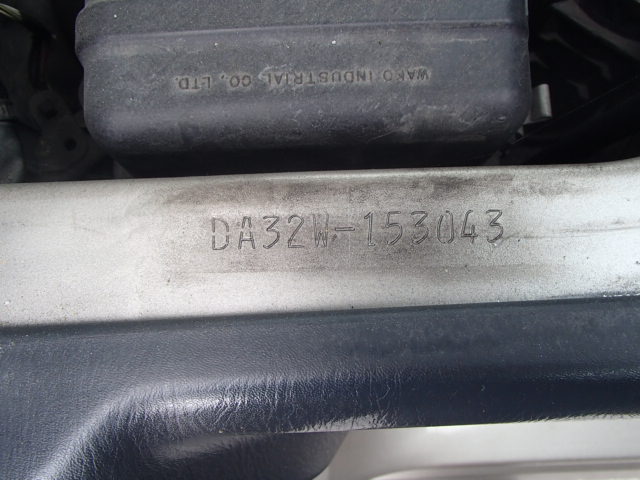 WAKO INDUSTRIAL CO., LTD.
DA32W-153043